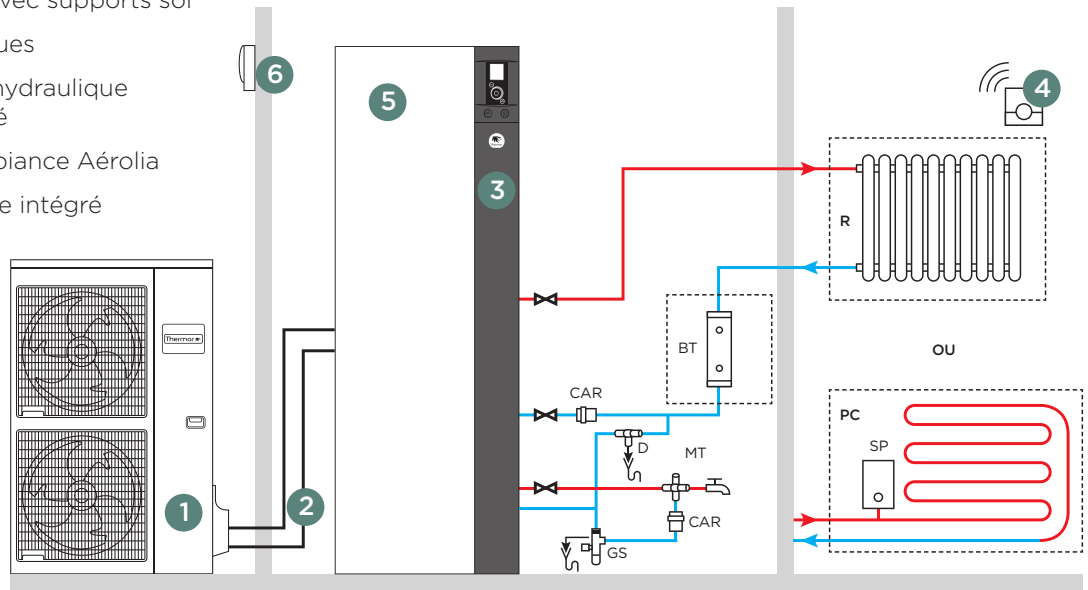 avec supports sol
ues
hydraulique
é
biance Aérolia
e intégré
6
5
4
3
R
Thermor
BT
OU
CAR
PC
SP
D
MT
1
2
CAR
GS